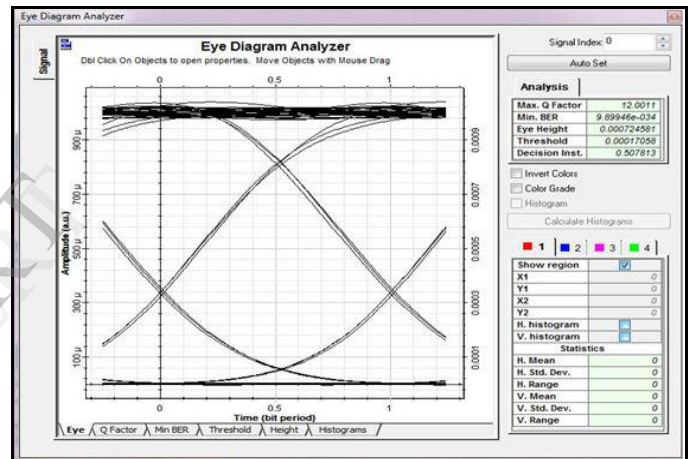 Eye Diagram Analyzer
Signal
Eye Diagram Analyzer
Dbl Click On Objects to open properties. Move Objects with Mouse Drag
0 0.5 1
900 µ
700 µ
500 µ
300 µ
100 µ
Amplitude (a.u.)
0.0009
0.0007
0.0005
0.0003
0.0001
0 0.5 1
Time (bit period)
Eye Q Factor Min BER Threshold Height Histograms
Signal Index: 0
Auto Set
Analysis
Max. Q Factor 12.0011
Min. BER 9.89946e-034
Eye Height 0.000724581
Threshold 0.00017058
Decision Inst. 0.507813
Invert Colors
Color Grade
Histogram
Calculate Histograms
1 2 3 4
Show region
X1 0
Y1 0
X2 0
Y2 0
H. histogram
V. histogram
Statistics
H. Mean 0
H. Std. Dev. 0
H. Range 0
V. Mean 0
V. Std. Dev. 0
V. Range 0